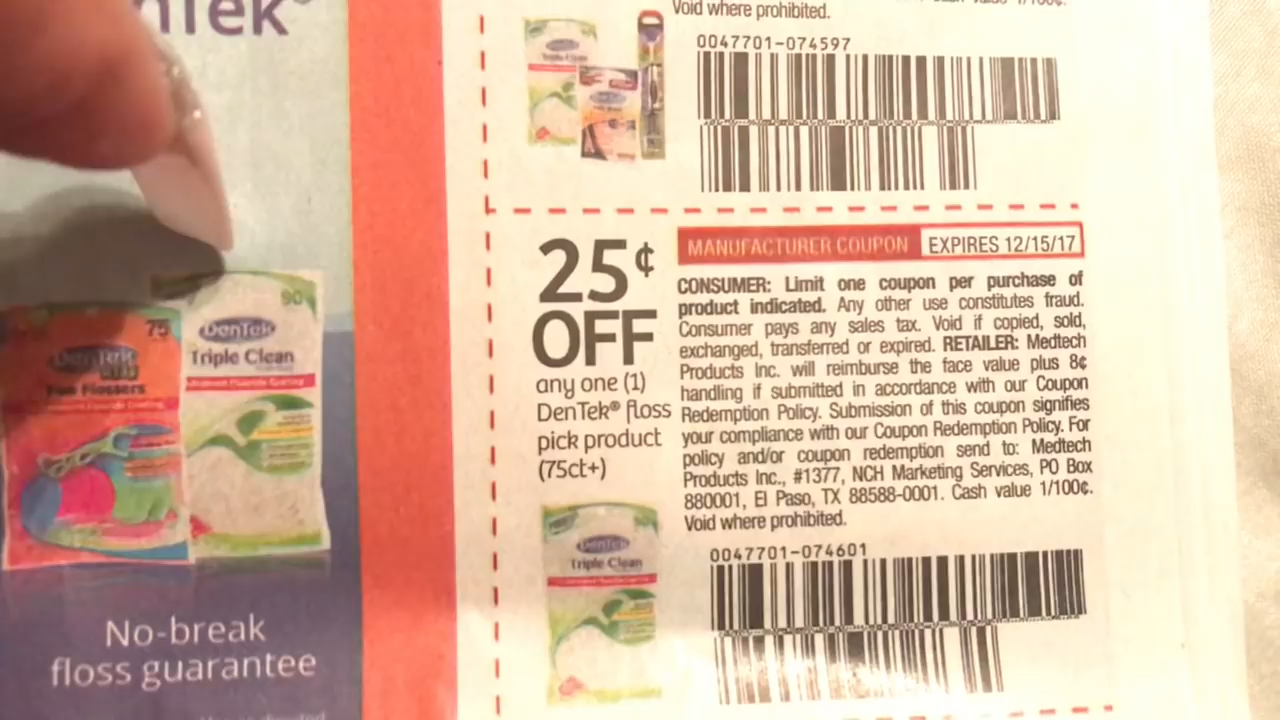 nTek®
75
DenTek
Fun Flossers
90
DenTek
Triple Clean
Advanced Fluoride Coating
No-break
floss guarantee
Void where prohibited.
0047701-074597
DenTek
Triple Clean
25¢
OFF
any one (1)
DenTek® floss
pick product
(75ct+)
DenTek
Triple Clean
MANUFACTURER COUPON EXPIRES 12/15/17
CONSUMER: Limit one coupon per purchase of
product indicated. Any other use constitutes fraud.
Consumer pays any sales tax. Void if copied, sold,
exchanged, transferred or expired. RETAILER: Medtech
Products Inc. will reimburse the face value plus 8¢
handling if submitted in accordance with our Coupon
Redemption Policy. Submission of this coupon signifies
your compliance with our Coupon Redemption Policy. For
policy and/or coupon redemption send to: Medtech
Products Inc., #1377, NCH Marketing Services, PO Box
880001, El Paso, TX 88588-0001. Cash value 1/100¢.
Void where prohibited.
0047701-074601